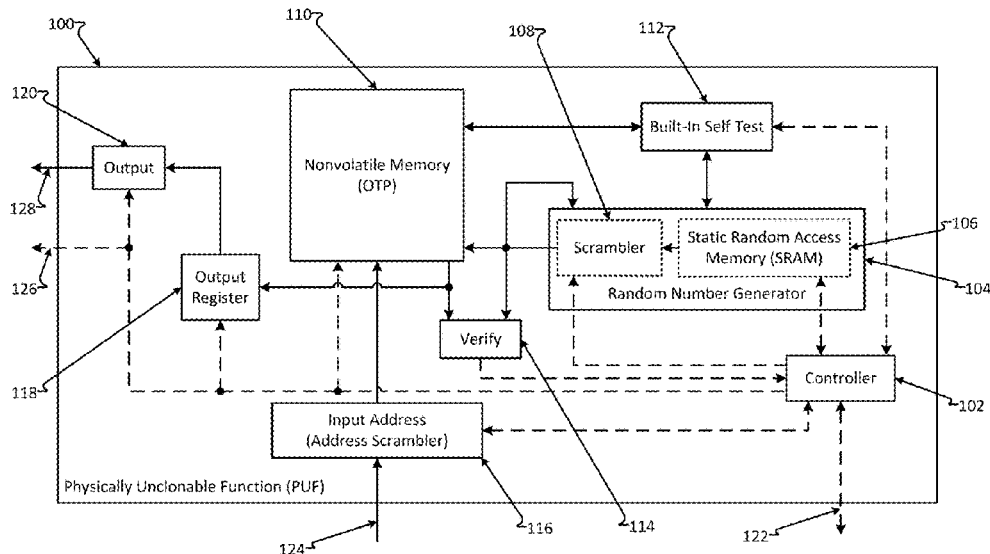 110
100
108
112
120
Built-In Self Test
Output
Nonvolatile Memory
(OTP)
128
Scrambler
Static Random Access
Memory (SRAM)
106
126
Output
Register
Random Number Generator
104
Verify
118
Controller
102
Input Address
(Address Scrambler)
Physically Unclonable Function (PUF)
124
116
114
122